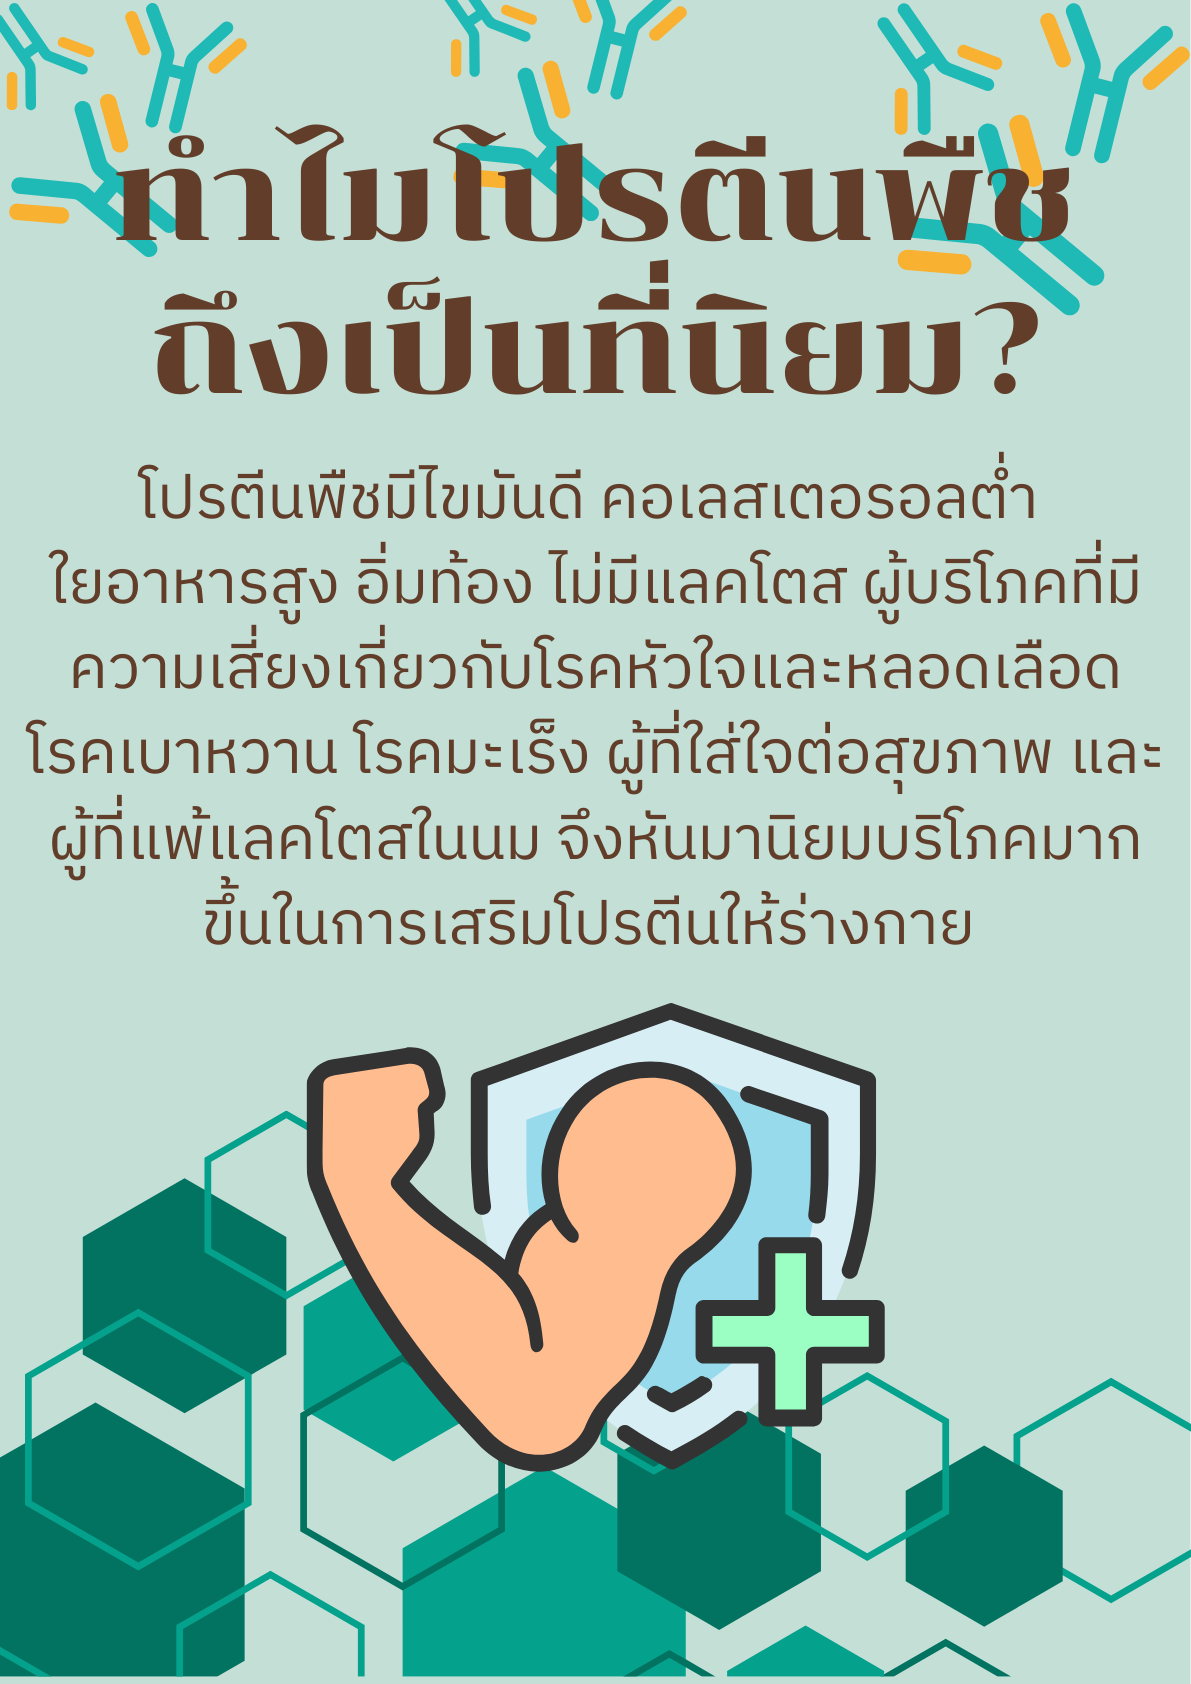 ทำไมโปรตีนพืช
ถึงเป็นที่นิยม?
โปรตีนพืชมีไขมันดี คอเลสเตอรอลต่ำ
ใยอาหารสูง อิ่มท้อง ไม่มีแลคโตส ผู้บริโภคที่มี
ความเสี่ยงเกี่ยวกับโรคหัวใจและหลอดเลือด
โรคเบาหวาน โรคมะเร็ง ผู้ที่ใส่ใจต่อสุขภาพ และ
ผู้ที่แพ้แลคโตสในนม จึงหันมานิยมบริโภคมาก
ขึ้นในการเสริมโปรตีนให้ร่างกาย